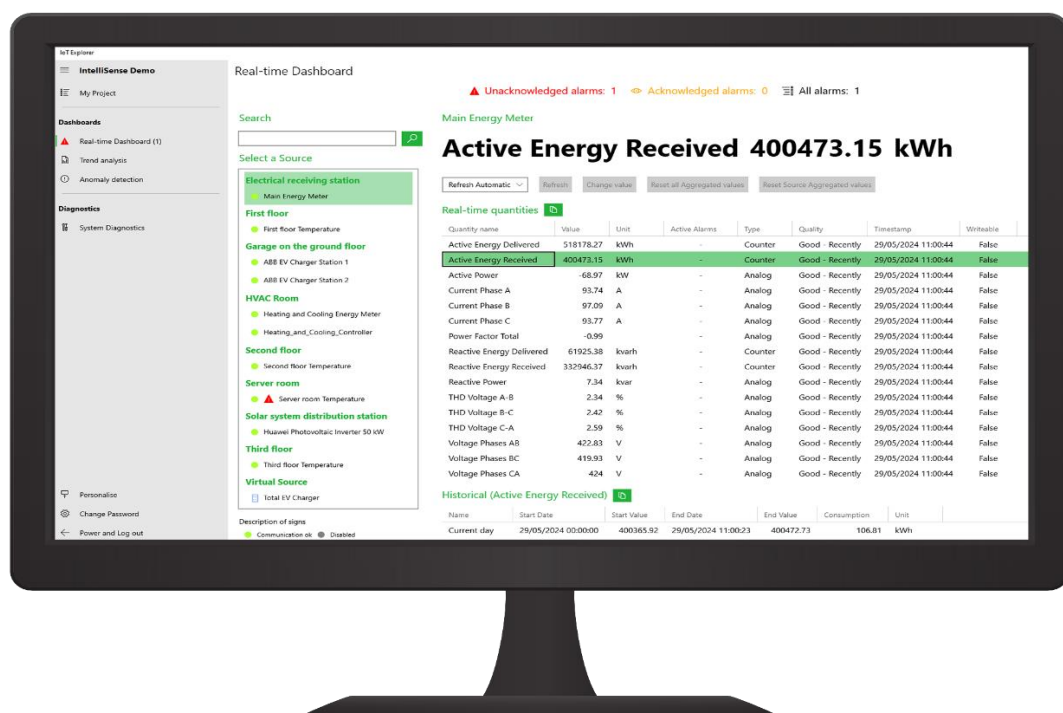 IoT Explorer
IntelliSense Demo
My Project
Dashboards
Real-time Dashboard (1)
Trend analysis
Anomaly detection
Diagnostics
System Diagnostics
Personalise
Change Password
Power and Log out
Real-time Dashboard
Unacknowledged alarms: 1 Acknowledged alarms: 0 All alarms: 1
Search
Select a Source
Electrical receiving station
Main Energy Meter
First floor
First floor Temperature
Garage on the ground floor
ABB EV Charger Station 1
ABB EV Charger Station 2
HVAC Room
Heating and Cooling Energy Meter
Heating_and_Cooling_Controller
Second floor
Second floor Temperature
Server room
Server room Temperature
Solar system distribution station
Huawei Photovoltaic Inverter 50 kW
Third floor
Third floor Temperature
Virtual Source
Total EV Charger
Description of signs
Communication ok Disabled
Main Energy Meter
Active Energy Received 400473.15 kWh
Refresh Automatic Refresh Change value Reset all Aggregated values Reset Source Aggregated values
Real-time quantities
Quantity name Value Unit Active Alarms Type Quality Timestamp Writeable
Active Energy Delivered 518178.27 kWh - Counter Good - Recently 29/05/2024 11:00:44 False
Active Energy Received 400473.15 kWh - Counter Good - Recently 29/05/2024 11:00:44 False
Active Power -68.97 kW - Analog Good - Recently 29/05/2024 11:00:44 False
Current Phase A 93.74 A - Analog Good - Recently 29/05/2024 11:00:44 False
Current Phase B 97.09 A - Analog Good - Recently 29/05/2024 11:00:44 False
Current Phase C 93.77 A - Analog Good - Recently 29/05/2024 11:00:44 False
Power Factor Total -0.99 - Analog Good - Recently 29/05/2024 11:00:44 False
Reactive Energy Delivered 61925.38 kvarh - Counter Good - Recently 29/05/2024 11:00:44 False
Reactive Energy Received 332946.37 kvarh - Counter Good - Recently 29/05/2024 11:00:44 False
Reactive Power 7.34 kvar - Analog Good - Recently 29/05/2024 11:00:44 False
THD Voltage A-B 2.34 % - Analog Good - Recently 29/05/2024 11:00:44 False
THD Voltage B-C 2.42 % - Analog Good - Recently 29/05/2024 11:00:44 False
THD Voltage C-A 2.59 % - Analog Good - Recently 29/05/2024 11:00:44 False
Voltage Phases AB 422.83 V - Analog Good - Recently 29/05/2024 11:00:44 False
Voltage Phases BC 419.93 V - Analog Good - Recently 29/05/2024 11:00:44 False
Voltage Phases CA 424 V - Analog Good - Recently 29/05/2024 11:00:44 False
Historical (Active Energy Received)
Name Start Date Start Value End Date End Value Consumption Unit
Current day 29/05/2024 00:00:00 400365.92 29/05/2024 11:00:23 400472.73 106.81 kWh